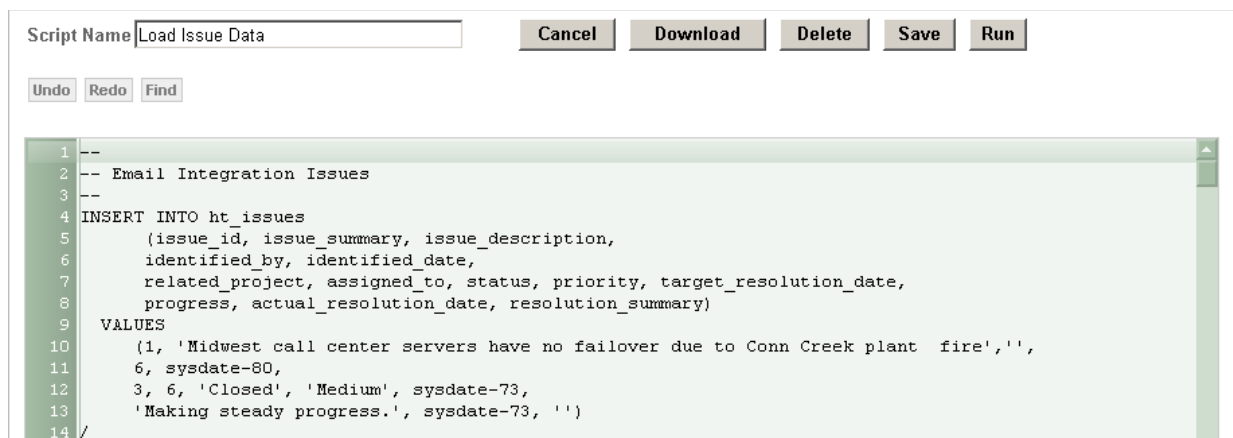 Script Name Load Issue Data Cancel Download Delete Save Run
Undo Redo Find
1 --
2 -- Email Integration Issues
3 --
4 INSERT INTO ht_issues
5 (issue_id, issue_summary, issue_description,
6 identified_by, identified_date,
7 related_project, assigned_to, status, priority, target_resolution_date,
8 progress, actual_resolution_date, resolution_summary)
9 VALUES
10 (1, 'Midwest call center servers have no failover due to Conn Creek plant  fire','',
11 6, sysdate-80,
12 3, 6, 'Closed', 'Medium', sysdate-73,
13 'Making steady progress.', sysdate-73, '')
14 /